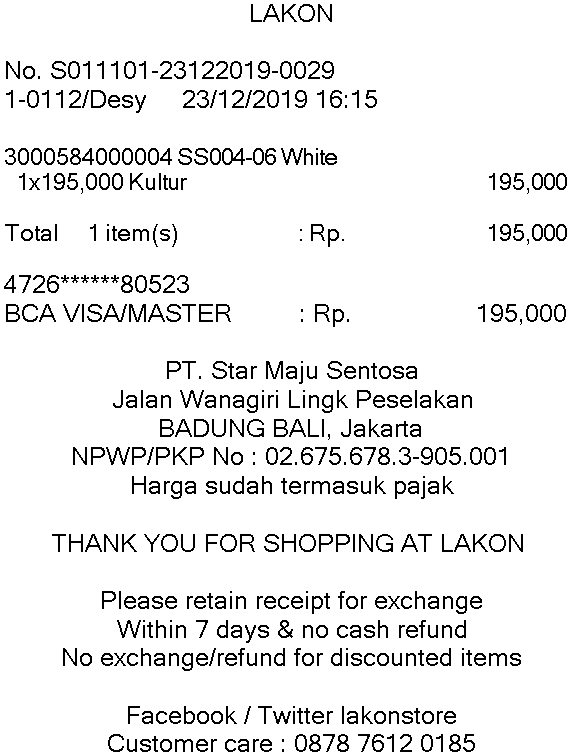 LAKON
No. S011101-23122019-0029
1-0112/Desy 23/12/2019 16:15
3000584000004 SS004-06 White
1x195,000 Kultur 195,000
Total 1 item(s) : Rp. 195,000
4726******80523
BCA VISA/MASTER : Rp. 195,000
PT. Star Maju Sentosa
Jalan Wanagiri Lingk Peselakan
BADUNG BALI, Jakarta
NPWP/PKP No : 02.675.678.3-905.001
Harga sudah termasuk pajak
THANK YOU FOR SHOPPING AT LAKON
Please retain receipt for exchange
Within 7 days & no cash refund
No exchange/refund for discounted items
Facebook / Twitter lakonstore
Customer care : 0878 7612 0185